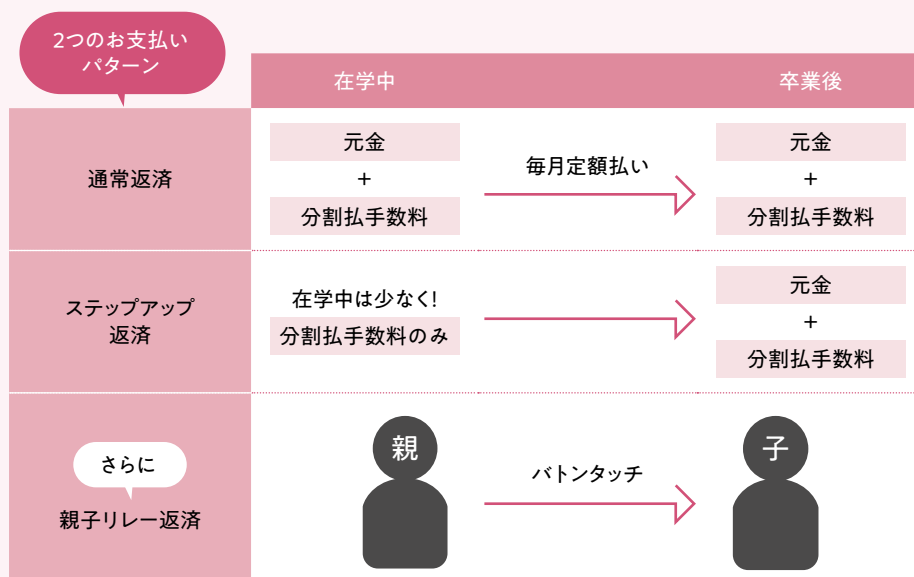 2つのお支払い
パターン
在学中
卒業後
通常返済
元金
+
分割払手数料
毎月定額払い
元金
+
分割払手数料
ステップアップ
返済
在学中は少なく!
分割払手数料のみ
元金
+
分割払手数料
さらに
親子リレー返済
親
バトンタッチ
子